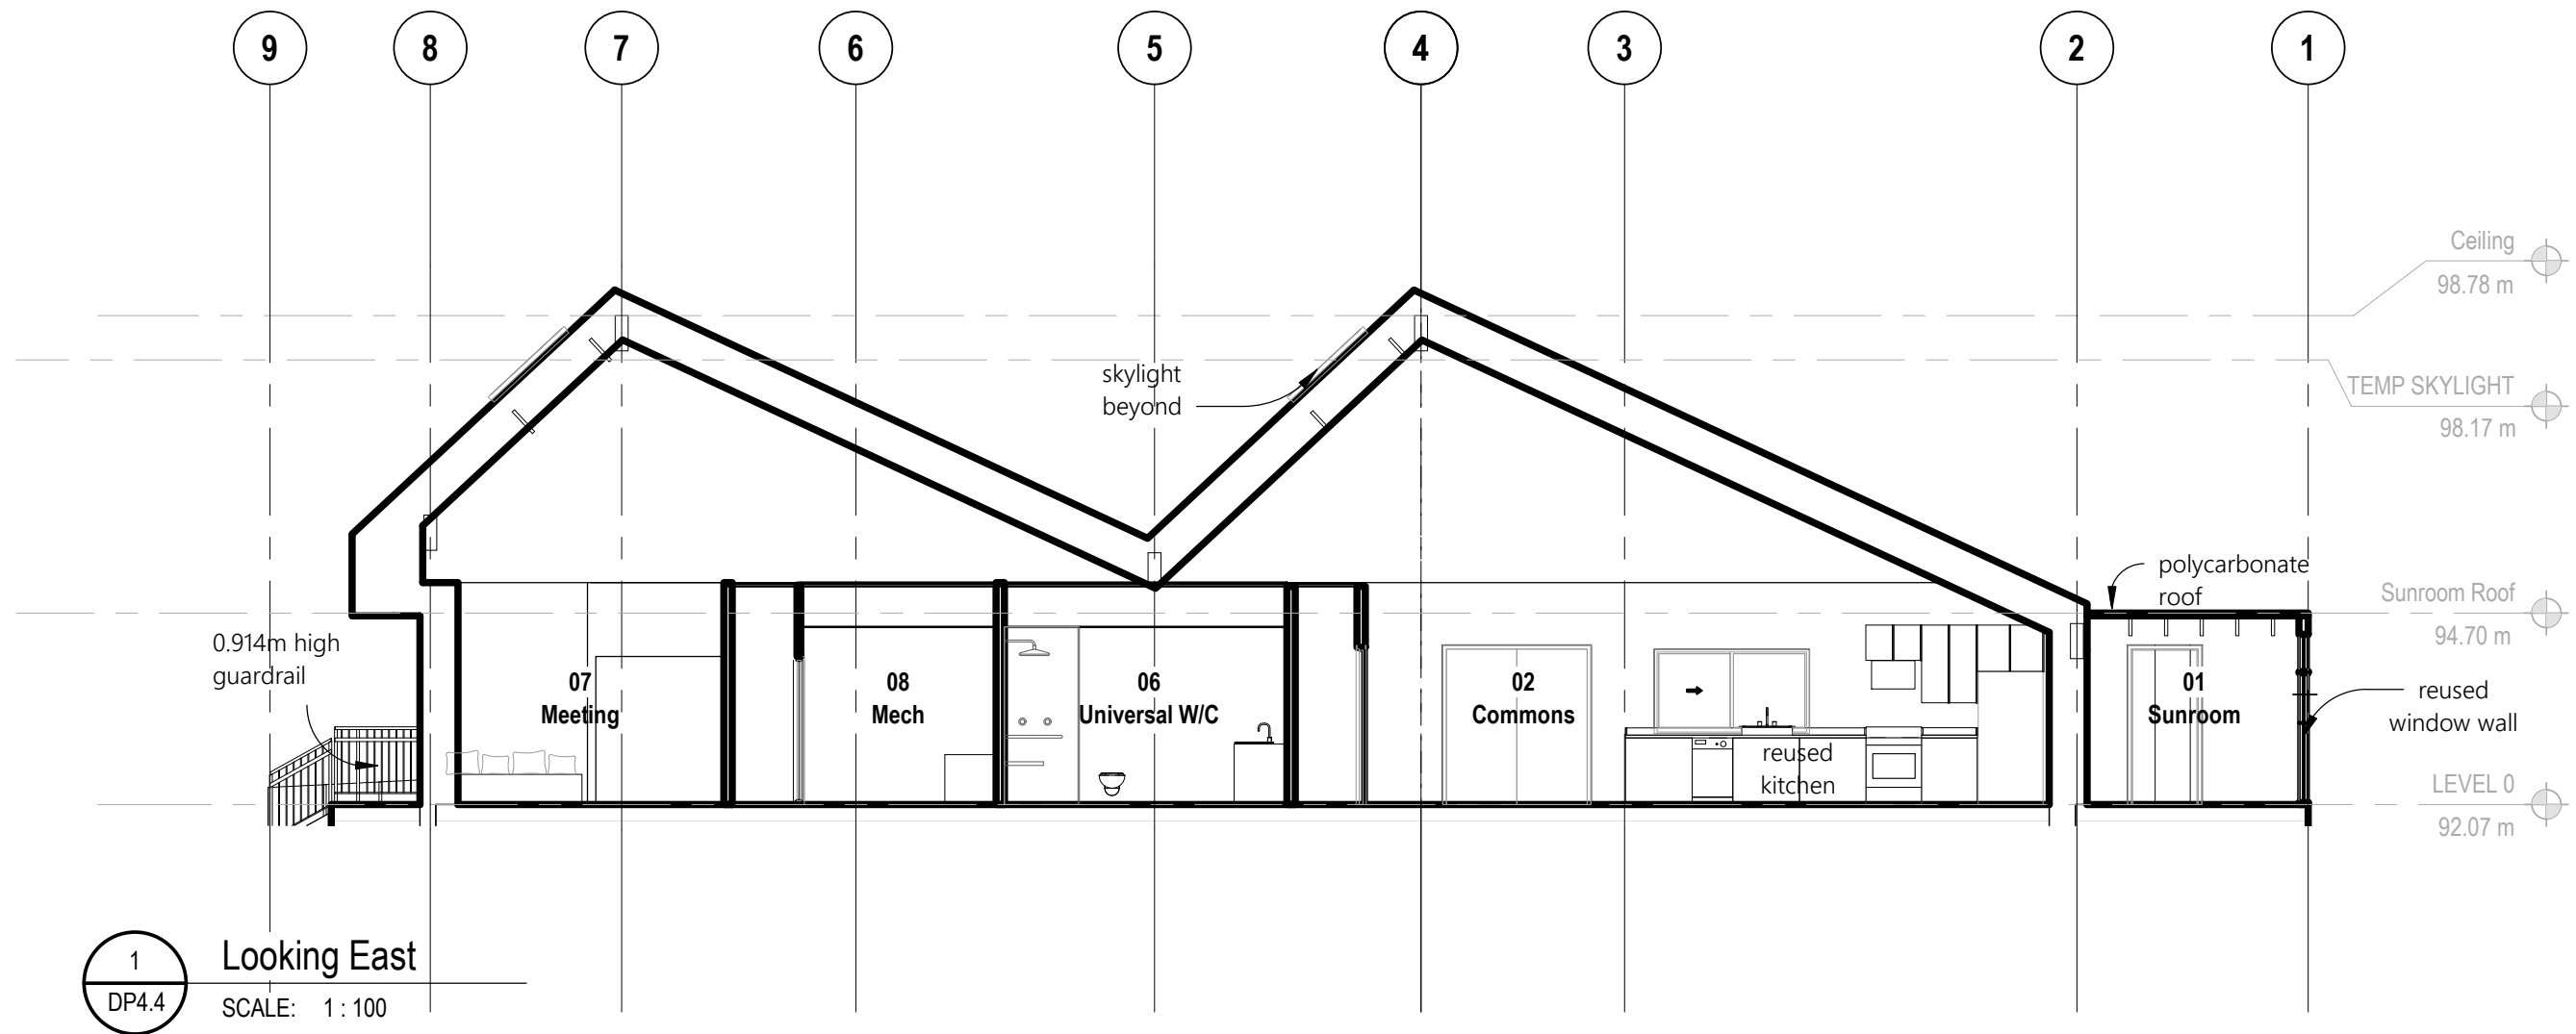 9 8 7 6 5 4 3 2 1
Ceiling
98.78 m
skylight
beyond
TEMP SKYLIGHT
98.17 m
polycarbonate
roof
Sunroom Roof
94.70 m
0.914m high
guardrail
07
Meeting
08
Mech
06
Universal W/C
02
Commons
01
Sunroom
reused
window wall
reused
kitchen
LEVEL 0
92.07 m
1
DP4.4
Looking East
SCALE: 1 : 100